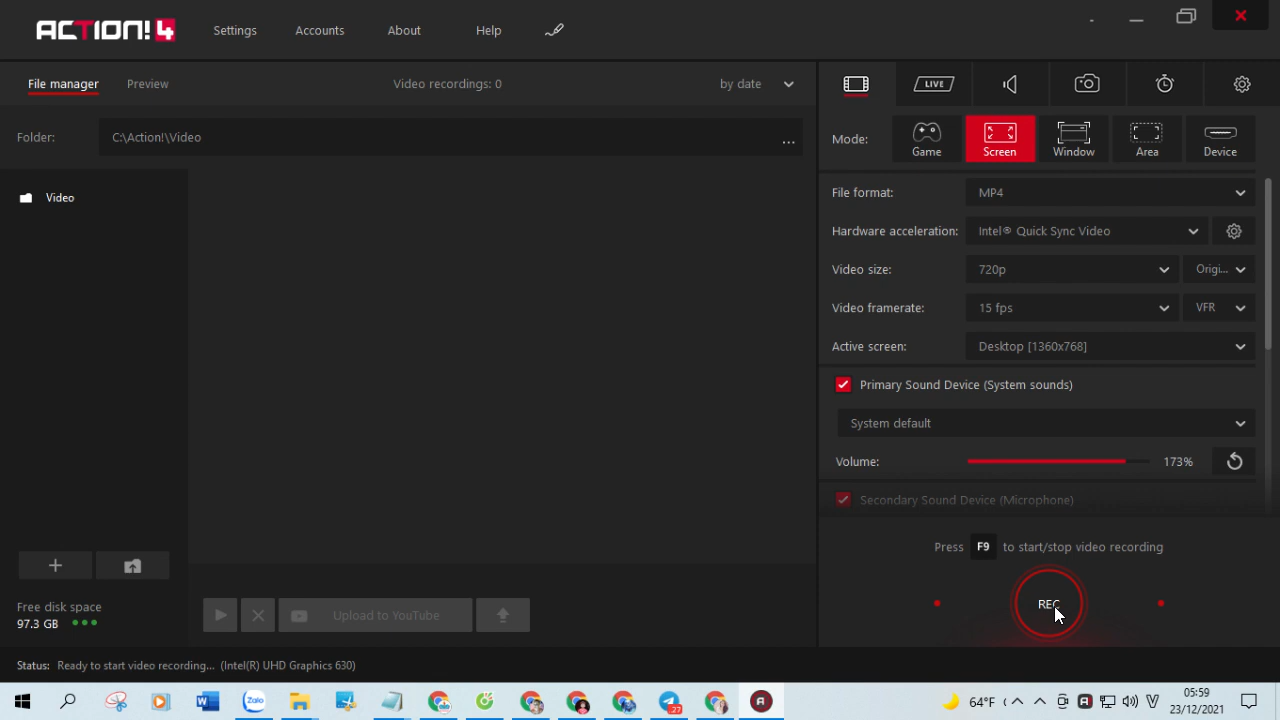 ACTION! 4
Settings
Accounts
About
Help
File manager
Preview
Video recordings: 0
by date
LIVE
Folder:
C:\Action!\Video
...
Mode:
Game
Screen
Window
Area
Device
Video
File format:
MP4
Hardware acceleration:
Intel® Quick Sync Video
Video size:
720p
Origi...
Video framerate:
15 fps
VFR
Active screen:
Desktop [1360x768]
Primary Sound Device (System sounds)
System default
Volume:
173%
Secondary Sound Device (Microphone)
Press F9 to start/stop video recording
REC
Free disk space
97.3 GB
Upload to YouTube
Status: Ready to start video recording... (Intel(R) UHD Graphics 630)
W
Zalo
27
64°F
05:59
23/12/2021